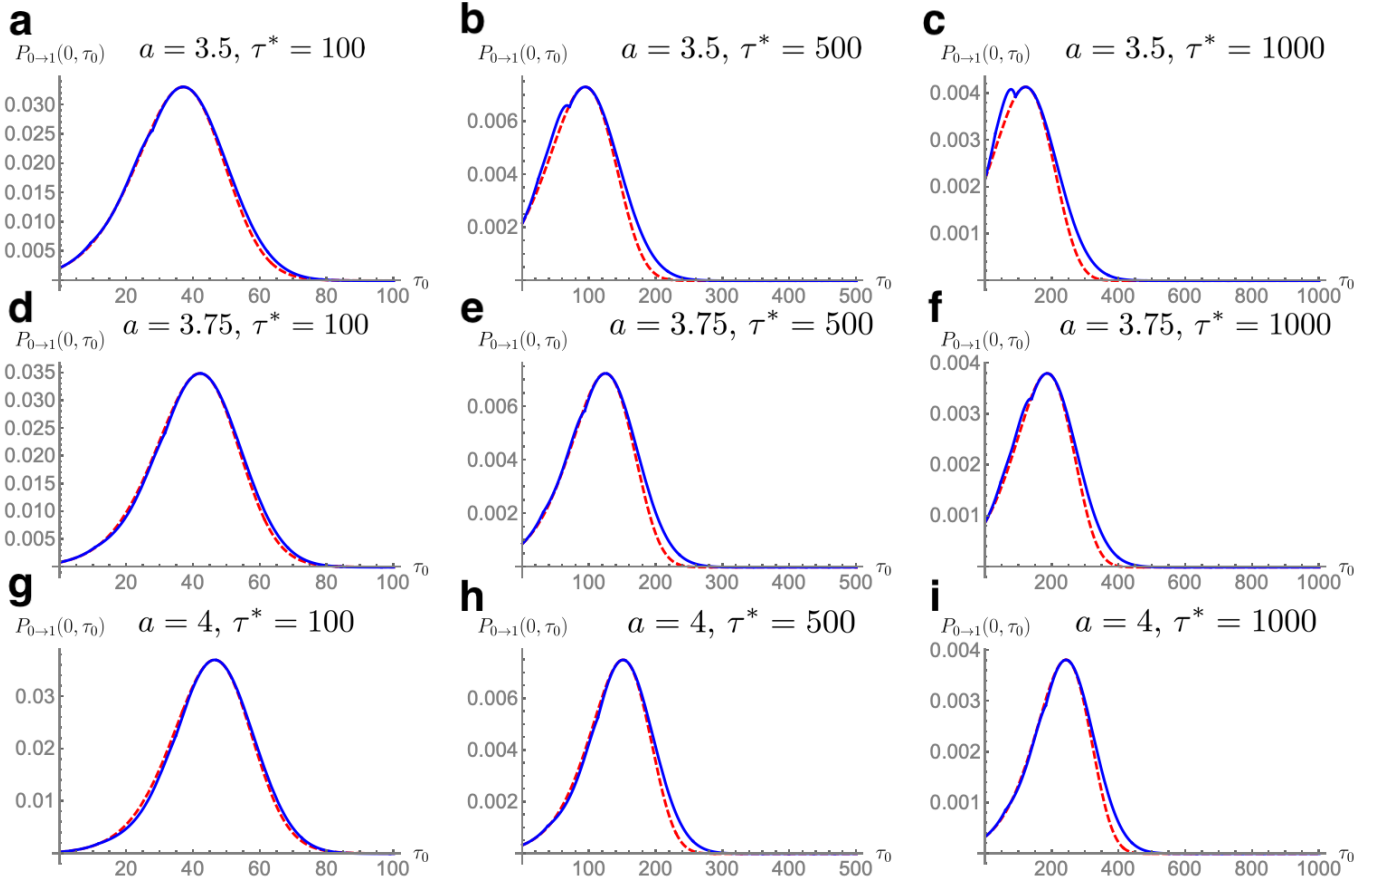 a
P₀→₁(0, τ₀)
a = 3.5, τ* = 100
0.030
0.025
0.020
0.015
0.010
0.005
20 40 60 80 100
τ₀
b
P₀→₁(0, τ₀)
a = 3.5, τ* = 500
0.006
0.004
0.002
100 200 300 400 500
τ₀
c
P₀→₁(0, τ₀)
a = 3.5, τ* = 1000
0.004
0.003
0.002
0.001
200 400 600 800 1000
τ₀
d
P₀→₁(0, τ₀)
a = 3.75, τ* = 100
0.035
0.030
0.025
0.020
0.015
0.010
0.005
20 40 60 80 100
τ₀
e
P₀→₁(0, τ₀)
a = 3.75, τ* = 500
0.006
0.004
0.002
100 200 300 400 500
τ₀
f
P₀→₁(0, τ₀)
a = 3.75, τ* = 1000
0.004
0.003
0.002
0.001
200 400 600 800 1000
τ₀
g
P₀→₁(0, τ₀)
a = 4, τ* = 100
0.03
0.02
0.01
20 40 60 80 100
τ₀
h
P₀→₁(0, τ₀)
a = 4, τ* = 500
0.006
0.004
0.002
100 200 300 400 500
τ₀
i
P₀→₁(0, τ₀)
a = 4, τ* = 1000
0.004
0.003
0.002
0.001
200 400 600 800 1000
τ₀